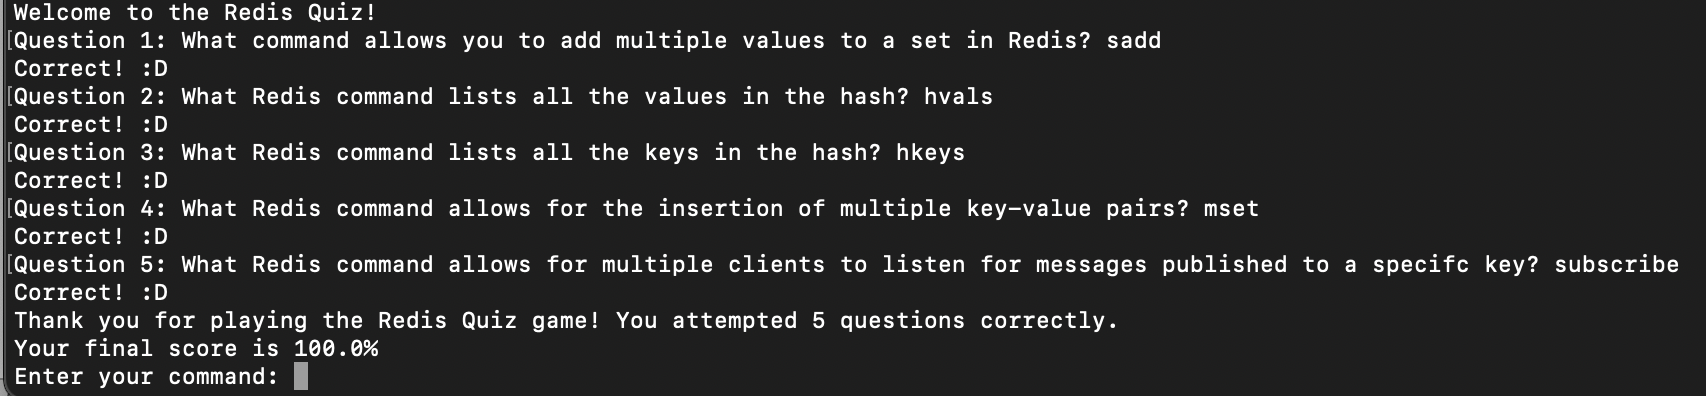 Welcome to the Redis Quiz!
[Question 1: What command allows you to add multiple values to a set in Redis? sadd
Correct! :D
[Question 2: What Redis command lists all the values in the hash? hvals
Correct! :D
[Question 3: What Redis command lists all the keys in the hash? hkeys
Correct! :D
[Question 4: What Redis command allows for the insertion of multiple key-value pairs? mset
Correct! :D
[Question 5: What Redis command allows for multiple clients to listen for messages published to a specifc key? subscribe
Correct! :D
Thank you for playing the Redis Quiz game! You attempted 5 questions correctly.
Your final score is 100.0%
Enter your command: